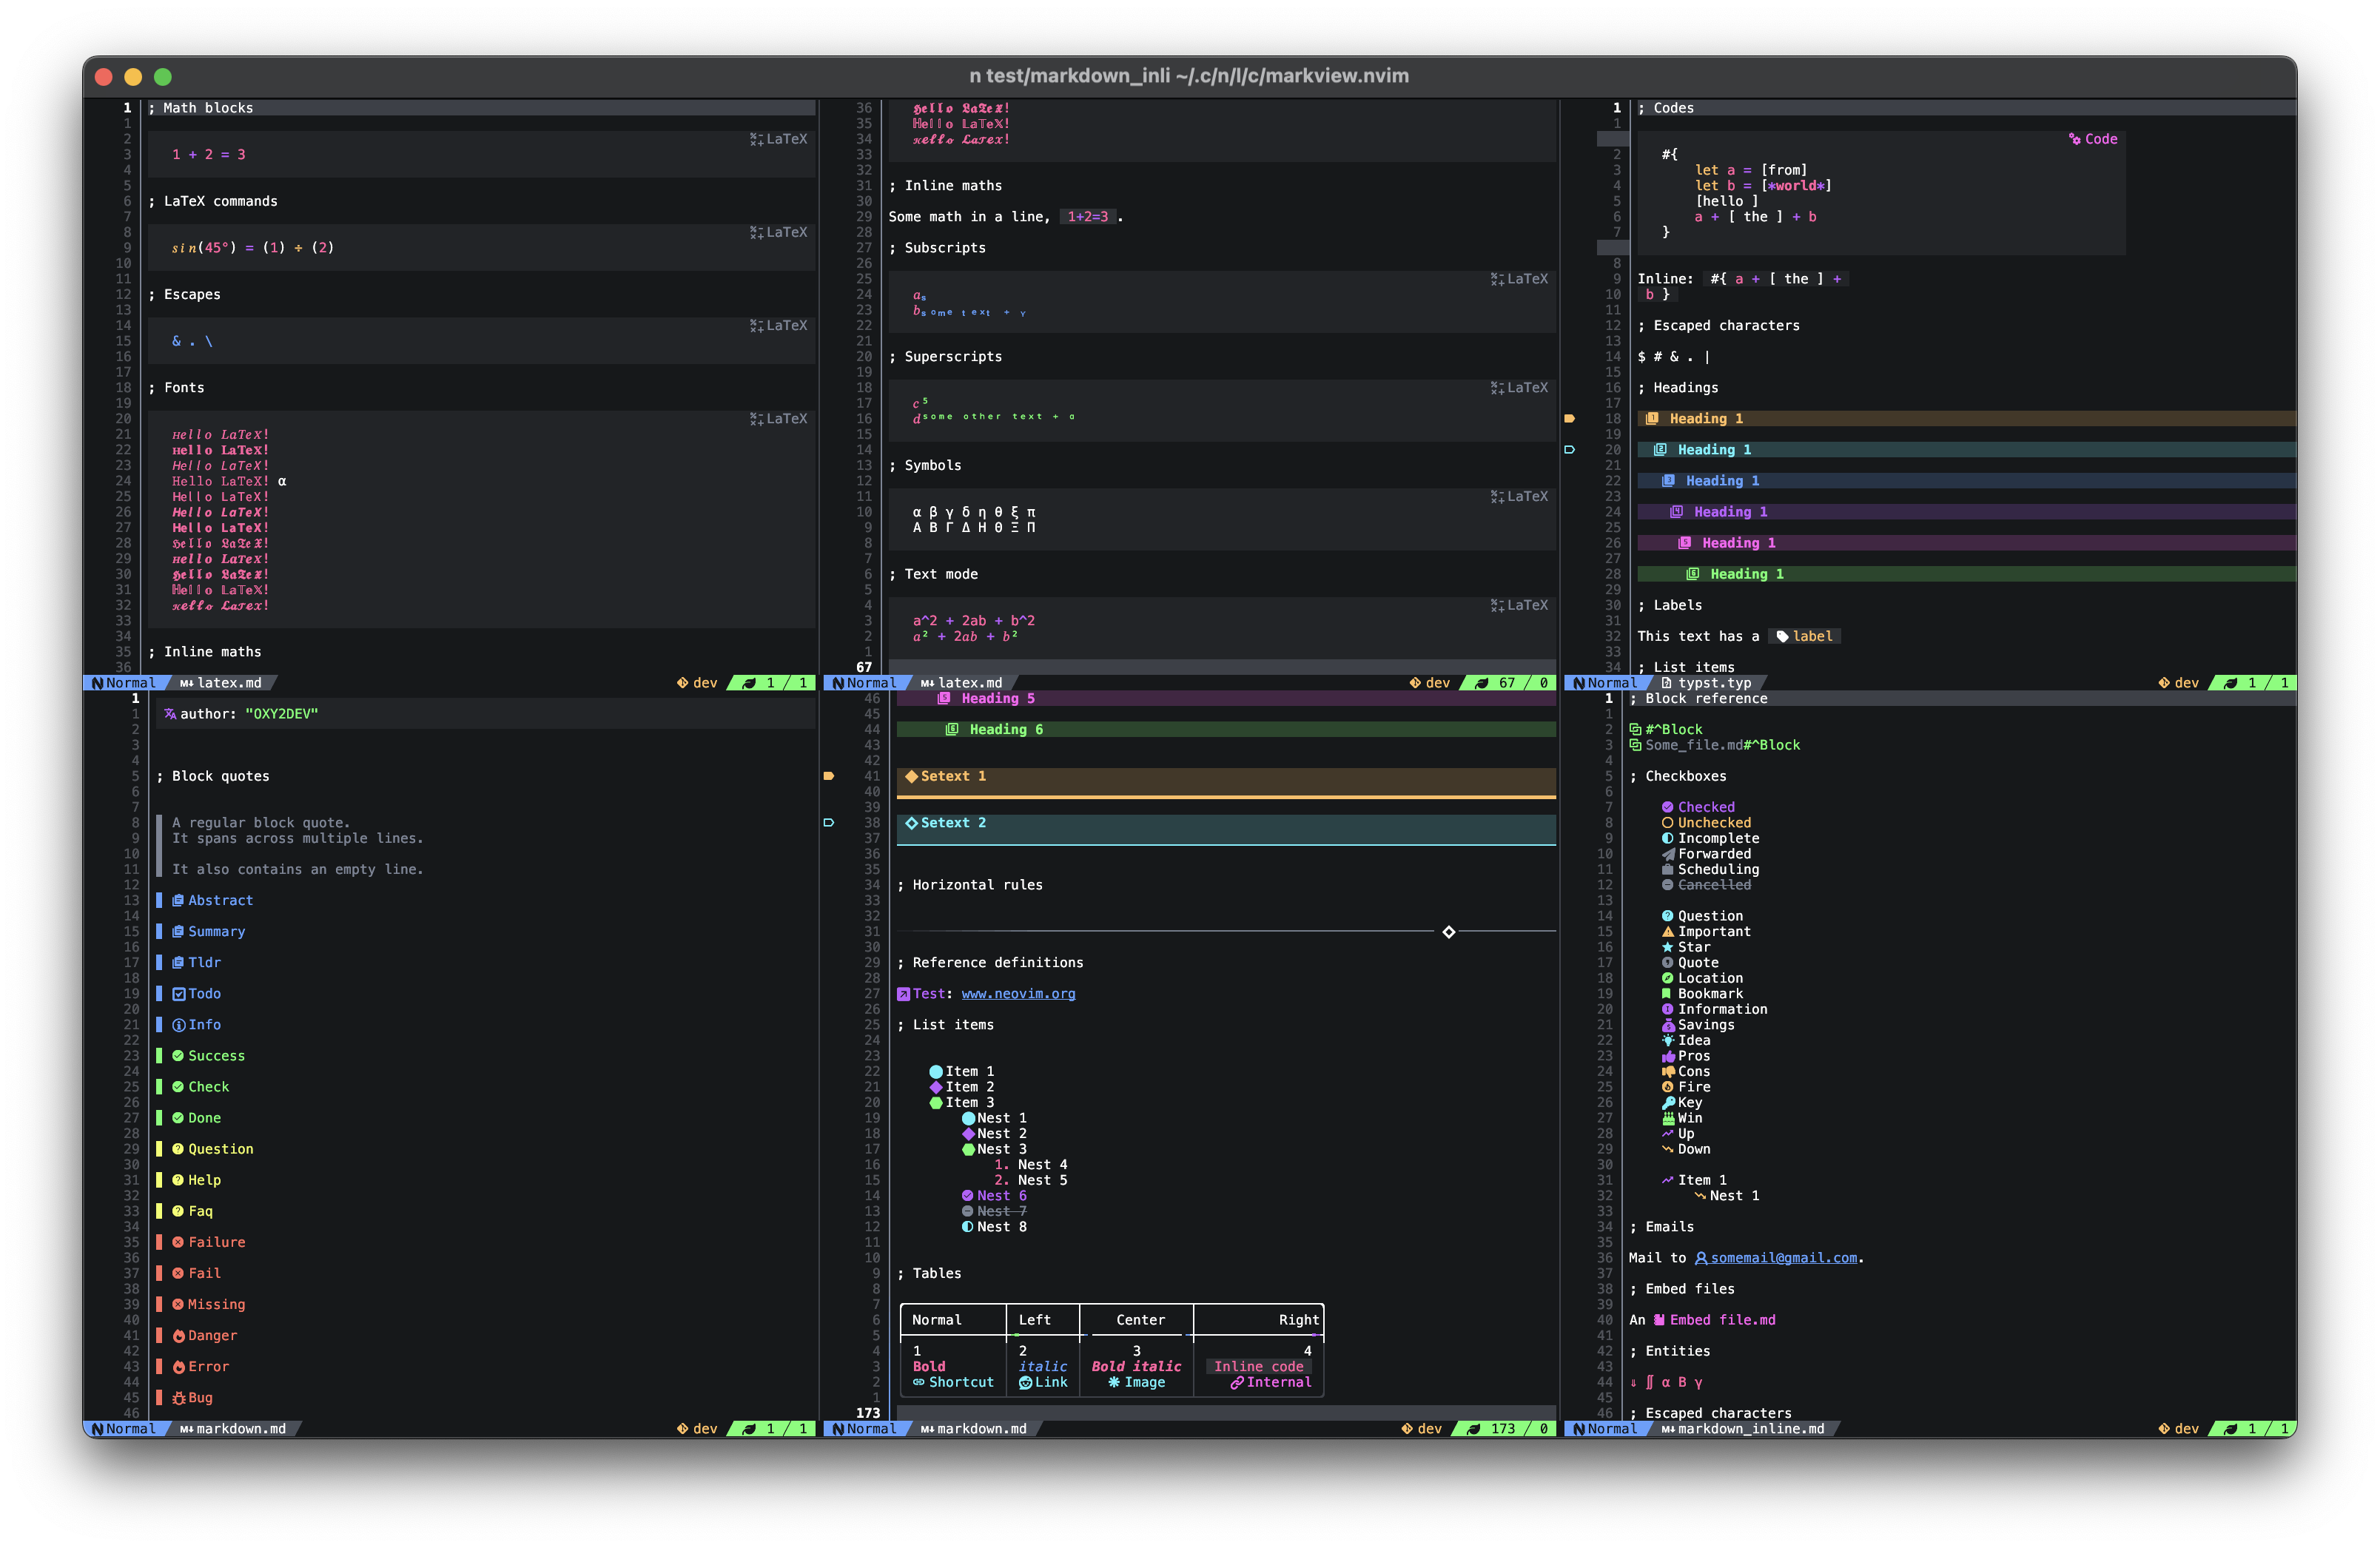 n test/markdown_inli ~/.c/n/l/c/markview.nvim
1 ; Math blocks
1
2 LaTeX
3 1 + 2 = 3
4
5
6 ; LaTeX commands
7
8 LaTeX
9 sin(45°) = (1) ÷ (2)
10
11
12 ; Escapes
13
14 LaTeX
15 & . \
16
17
18 ; Fonts
19
20 LaTeX
21 Hello LaTeX!
22 Hello LaTeX!
23 Hello LaTeX!
24 Hello LaTeX! α
25 Hello LaTeX!
26 Hello LaTeX!
27 Hello LaTeX!
28 Hello LaTeX!
29 Hello LaTeX!
30 Hello LaTeX!
31 Hello LaTeX!
32 Hello LaTeX!
33
34
35 ; Inline maths
36
Normal latex.md dev 1 / 1
36 Hello LaTeX!
35 Hello LaTeX!
34 Hello LaTeX!
33
32
31 ; Inline maths
30
29 Some math in a line, 1+2=3 .
28
27 ; Subscripts
26
25 LaTeX
24 aₛ
23 bₛₒₘₑ ₜₑₓₜ ₊ ᵧ
22
21
20 ; Superscripts
19
18 LaTeX
17 c⁵
16 dˢᵒᵐᵉ ᵒᵗʰᵉʳ ᵗᵉˣᵗ ⁺ ᵅ
15
14
13 ; Symbols
12
11 LaTeX
10 α β γ δ η θ ξ π
9 Α Β Γ Δ Η Θ Ξ Π
8
7
6 ; Text mode
5
4 LaTeX
3 a^2 + 2ab + b^2
2 a² + 2ab + b²
1
67
Normal latex.md dev 67 / 0
1 ; Codes
1
Code
2 #{
3 let a = [from]
4 let b = [*world*]
5 [hello ]
6 a + [ the ] + b
7 }
8
9 Inline: #{ a + [ the ] +
10 b }
11
12 ; Escaped characters
13
14 $ # & . |
15
16 ; Headings
17
18 Heading 1
19
20 Heading 1
21
22 Heading 1
23
24 Heading 1
25
26 Heading 1
27
28 Heading 1
29
30 ; Labels
31
32 This text has a label
33
34 ; List items
Normal typst.typ dev 1 / 1
1
1 author: "OXY2DEV"
2
3
4
5 ; Block quotes
6
7
8 A regular block quote.
9 It spans across multiple lines.
10
11 It also contains an empty line.
12
13 Abstract
14
15 Summary
16
17 Tldr
18
19 Todo
20
21 Info
22
23 Success
24
25 Check
26
27 Done
28
29 Question
30
31 Help
32
33 Faq
34
35 Failure
36
37 Fail
38
39 Missing
40
41 Danger
42
43 Error
44
45 Bug
46
Normal markdown.md dev 1 / 1
46 Heading 5
45
44 Heading 6
43
42
41 Setext 1
40
39
38 Setext 2
37
36
35
34 ; Horizontal rules
33
32
31
30
29 ; Reference definitions
28
27 Test: www.neovim.org
26
25 ; List items
24
23
22 Item 1
21 Item 2
20 Item 3
19 Nest 1
18 Nest 2
17 Nest 3
16 1. Nest 4
15 2. Nest 5
14 Nest 6
13 Nest 7
12 Nest 8
11
10
9 ; Tables
8
7
6 Normal Left Center Right
5
4 1 2 3 4
3 Bold italic Bold italic Inline code
2 Shortcut Link Image Internal
1
173
Normal markdown.md dev 173 / 0
1 ; Block reference
1
2 #^Block
3 Some_file.md#^Block
4
5 ; Checkboxes
6
7 Checked
8 Unchecked
9 Incomplete
10 Forwarded
11 Scheduling
12 Cancelled
13
14 Question
15 Important
16 Star
17 Quote
18 Location
19 Bookmark
20 Information
21 Savings
22 Idea
23 Pros
24 Cons
25 Fire
26 Key
27 Win
28 Up
29 Down
30
31 Item 1
32 Nest 1
33
34 ; Emails
35
36 Mail to somemail@gmail.com.
37
38 ; Embed files
39
40 An Embed file.md
41
42 ; Entities
43
44 ⇓ ∬ α Β γ
45
46 ; Escaped characters
Normal markdown_inline.md dev 1 / 1